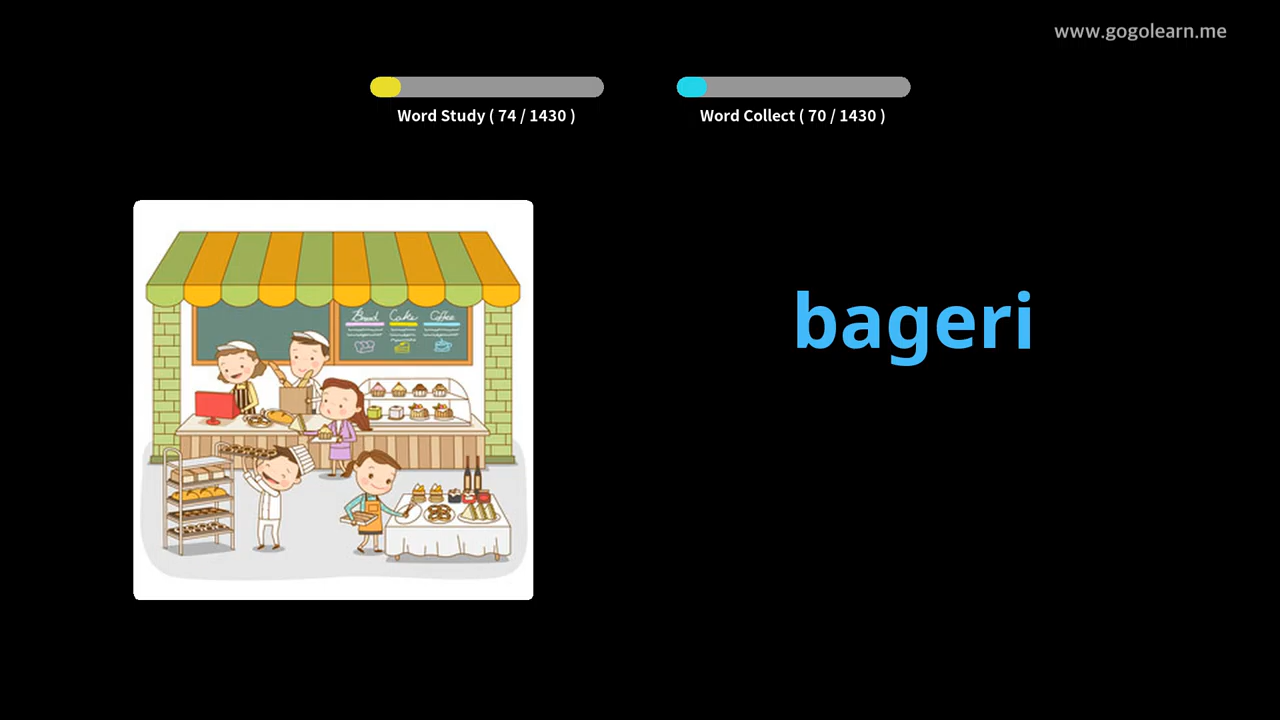 www.gogolearn.me
Word Study ( 74 / 1430 )
Word Collect ( 70 / 1430 )
Bread Cake Coffee
bageri